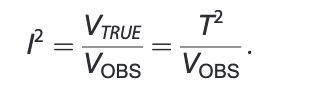 I² = V_TRUE / V_OBS = T² / V_OBS .